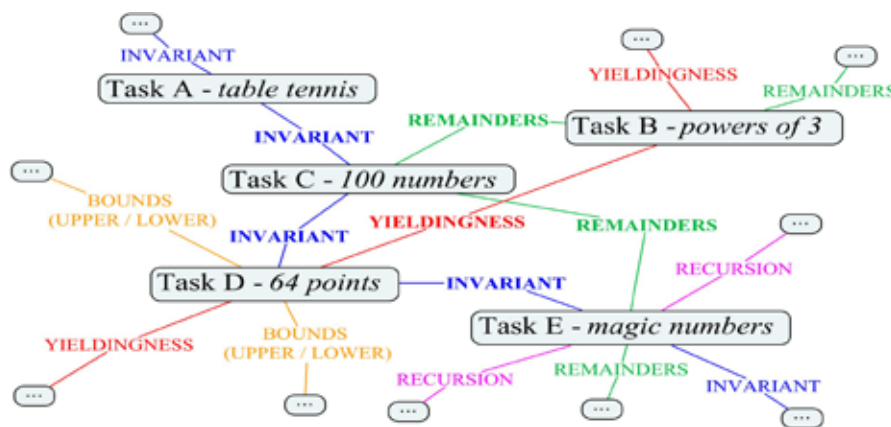 ...
...
INVARIANT
YIELDINGNESS
...
Task A - table tennis
REMAINDERS
INVARIANT
REMAINDERS
Task B - powers of 3
...
Task C - 100 numbers
BOUNDS
(UPPER / LOWER)
INVARIANT
YIELDINGNESS
REMAINDERS
...
RECURSION
Task D - 64 points
INVARIANT
Task E - magic numbers
YIELDINGNESS
BOUNDS
(UPPER / LOWER)
RECURSION
REMAINDERS
INVARIANT
...
...
...
...
...